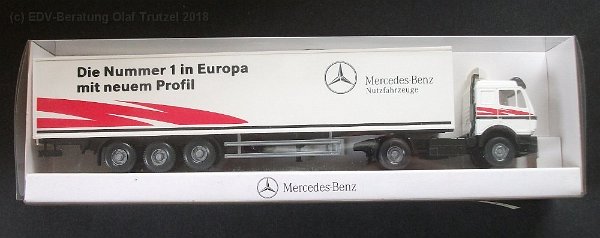 (c) EDV-Beratung Olaf Trutzel 2018
Die Nummer 1 in Europa
mit neuem Profil
Mercedes-Benz
Nutzfahrzeuge
Mercedes-Benz